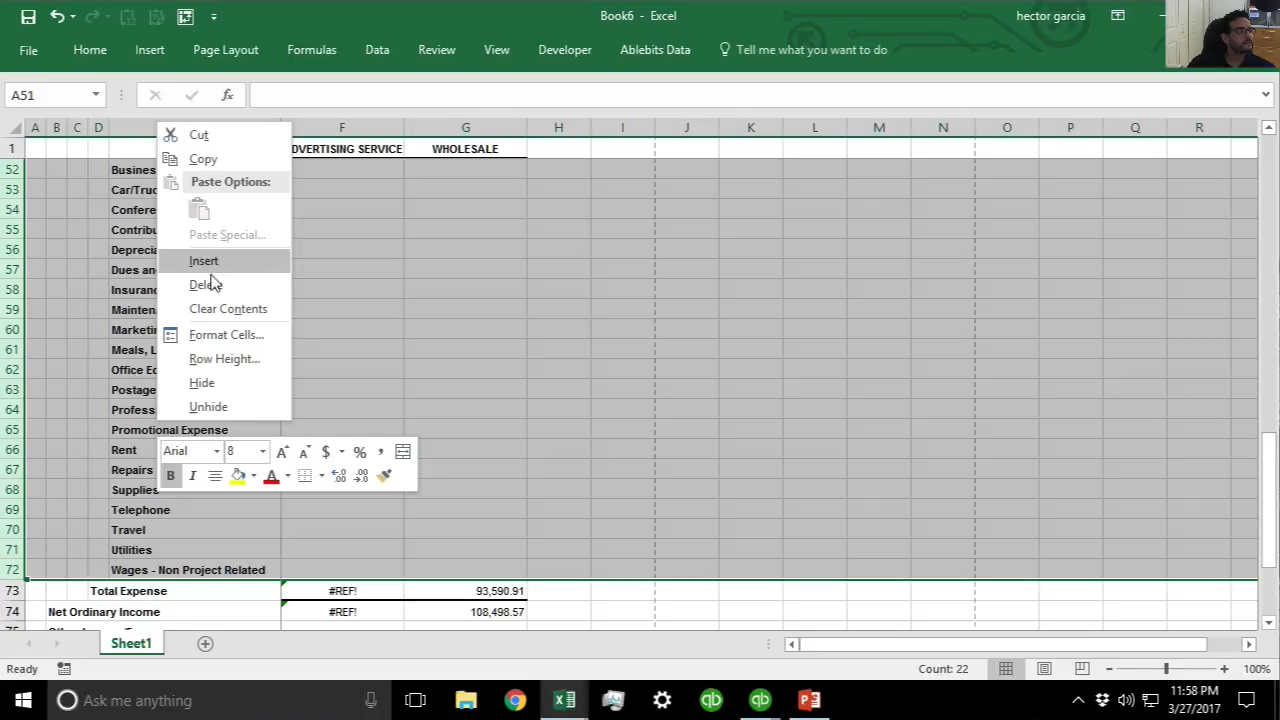 Book6 - Excel
hector garcia
File Home Insert Page Layout Formulas Data Review View Developer Ablebits Data Tell me what you want to do
A51
fx
A B C D F G H I J K L M N O P Q R
1 DVERTISING SERVICE WHOLESALE
52 Busines
53 Car/Truc
54 Confere
55 Contribu
56 Deprecia
57 Dues an
58 Insuran
59 Mainten
60 Marketin
61 Meals, L
62 Office Ec
63 Postage
64 Profess
65 Promotional Expense
66 Rent
67 Repairs
68 Supplies
69 Telephone
70 Travel
71 Utilities
72 Wages - Non Project Related
73 Total Expense #REF! 93,590.91
74 Net Ordinary Income #REF! 108,498.57
Cut
Copy
Paste Options:
Paste Special...
Insert
Delete
Clear Contents
Format Cells...
Row Height...
Hide
Unhide
Arial 8 A A $ % ,
B I A .00 .0
Sheet1
Ready Count: 22 100%
Ask me anything
11:58 PM
3/27/2017